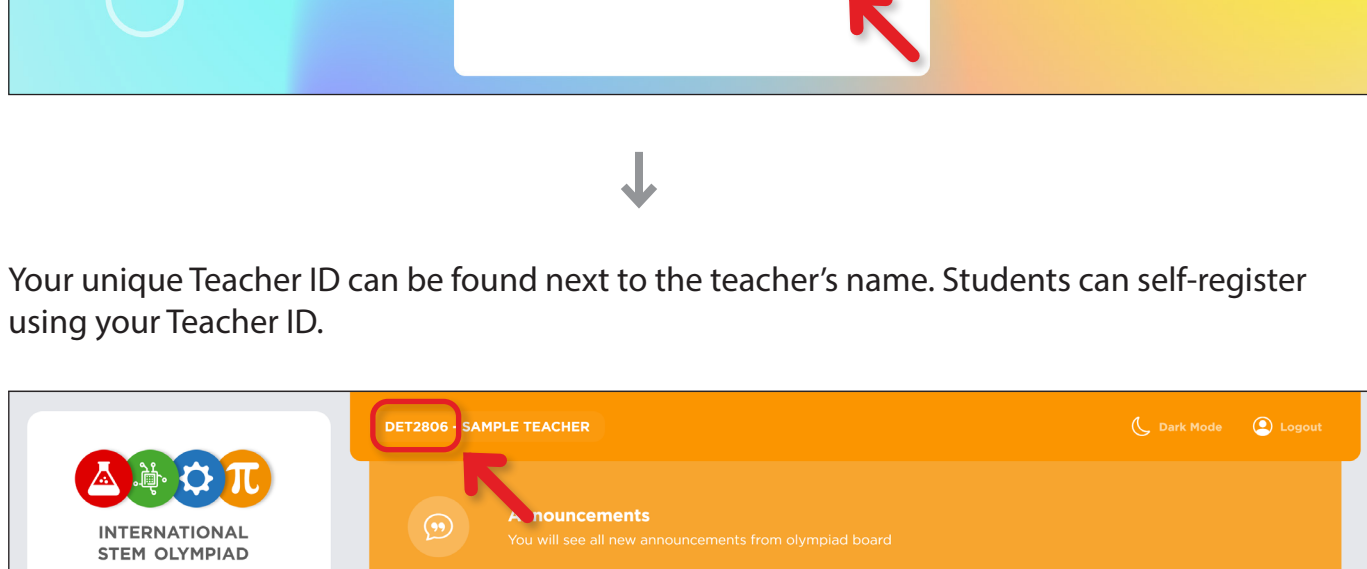 Your unique Teacher ID can be found next to the teacher's name. Students can self-register
using your Teacher ID.
DET2806 - SAMPLE TEACHER
Dark Mode
Logout
π
INTERNATIONAL
STEM OLYMPIAD
Announcements
You will see all new announcements from olympiad board